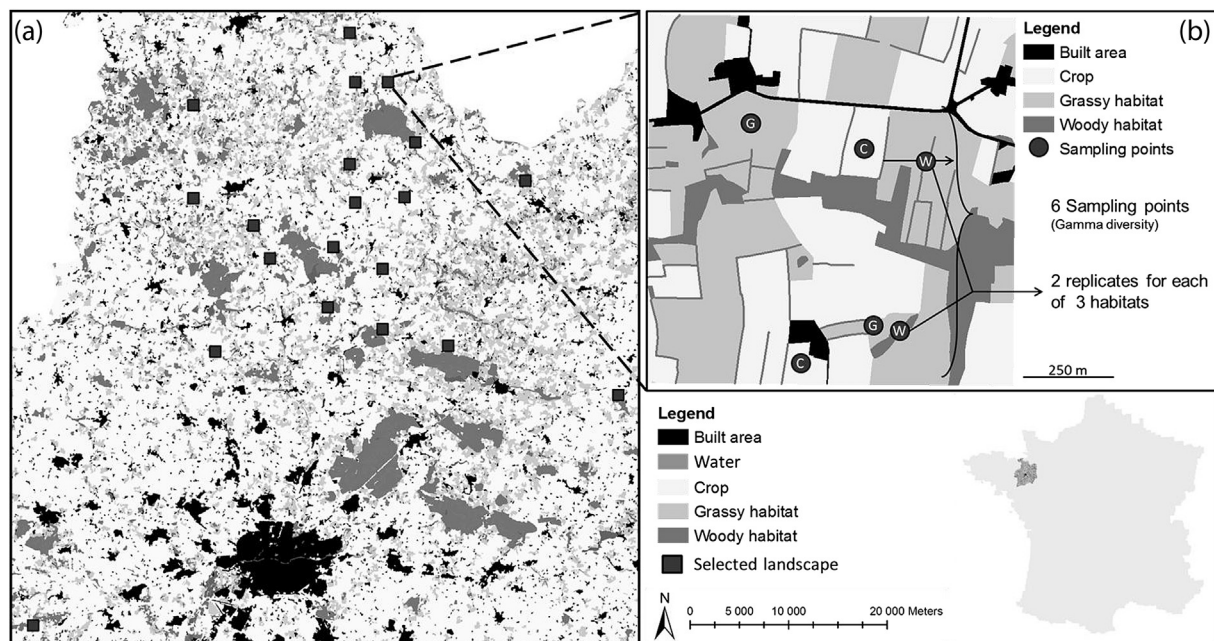 (a)
(b)
Legend
Built area
Crop
Grassy habitat
Woody habitat
Sampling points
G
C
W
6 Sampling points
(Gamma diversity)
2 replicates for each
of 3 habitats
G
W
C
250 m
Legend
Built area
Water
Crop
Grassy habitat
Woody habitat
Selected landscape
N
0 5 000 10 000 20 000 Meters